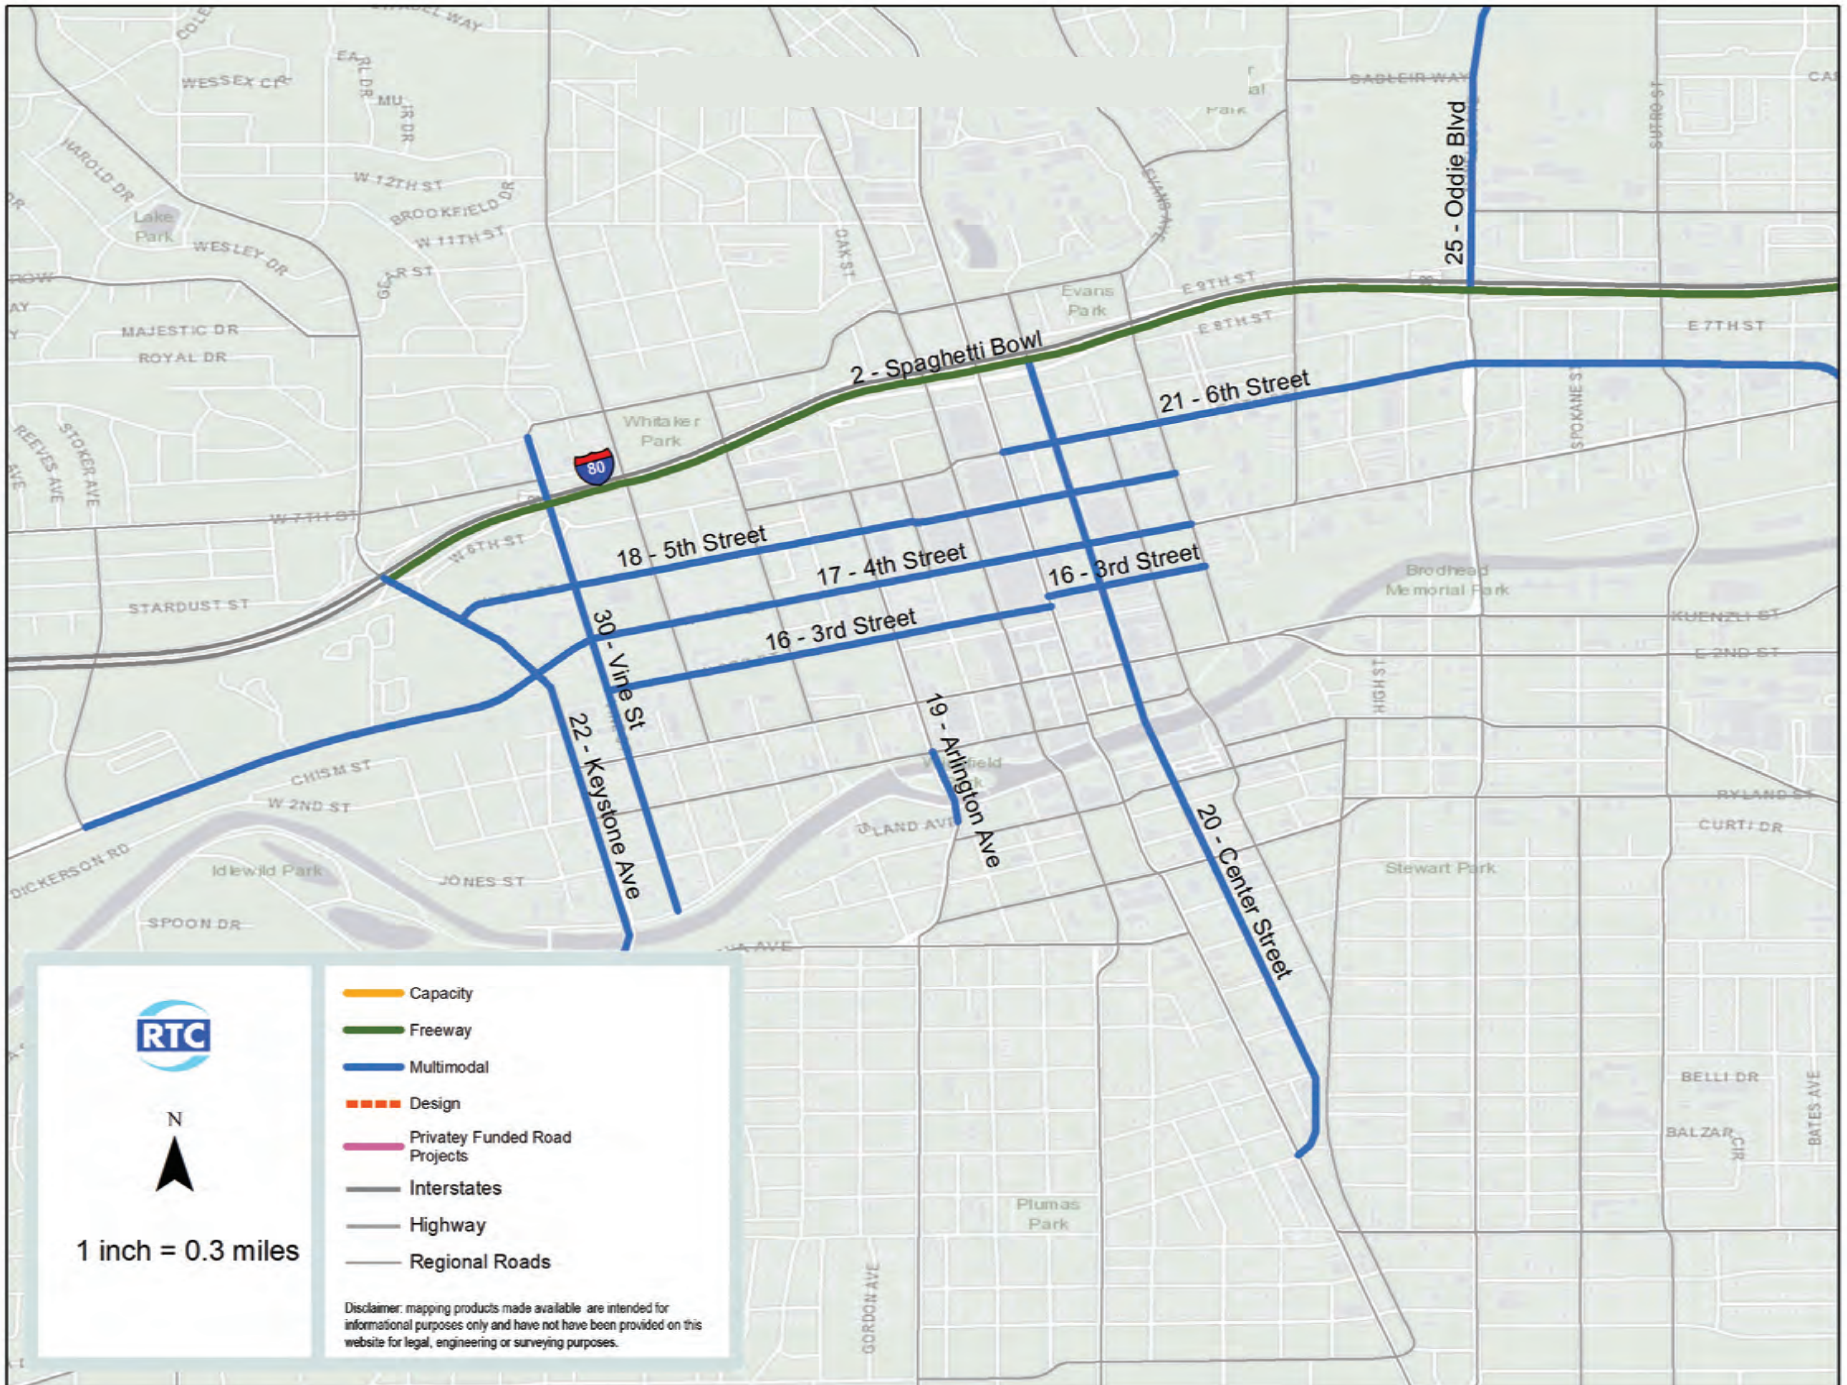 WESSEX CIR
W 12TH ST
BROOKFIELD DR
W 11TH ST
HAROLD DR
Lake
Park
WESLEY DR
GEAR ST
MAJESTIC DR
ROYAL DR
OAK ST
EVANS AVE
SADLEIR WAY
SUTRO ST
Park
25 - Oddie Blvd
E 9TH ST
Evans
Park
E 8TH ST
E 7TH ST
2 - Spaghetti Bowl
21 - 6th Street
SPOKANE ST
Whitaker
Park
80
REEVES AVE
STOKER AVE
W 7TH ST
W 6TH ST
18 - 5th Street
17 - 4th Street
16 - 3rd Street
16 - 3rd Street
STARDUST ST
Brodhead
Memorial Park
KUENZLI ST
E 2ND ST
HIGH ST
30 - Vine St
22 - Keystone Ave
19 - Arlington Ave
20 - Center Street
CHISM ST
W 2ND ST
DICKERSON RD
Idlewild Park
JONES ST
SPOON DR
RYLAND ST
CURTI DR
Stewart Park
BELLI DR
BALZAR CIR
BATES AVE
Plumas
Park
GORDON AVE
RTC
N
1 inch = 0.3 miles
Capacity
Freeway
Multimodal
Design
Privatey Funded Road
Projects
Interstates
Highway
Regional Roads
Disclaimer: mapping products made available are intended for
informational purposes only and have not have been provided on this
website for legal, engineering or surveying purposes.